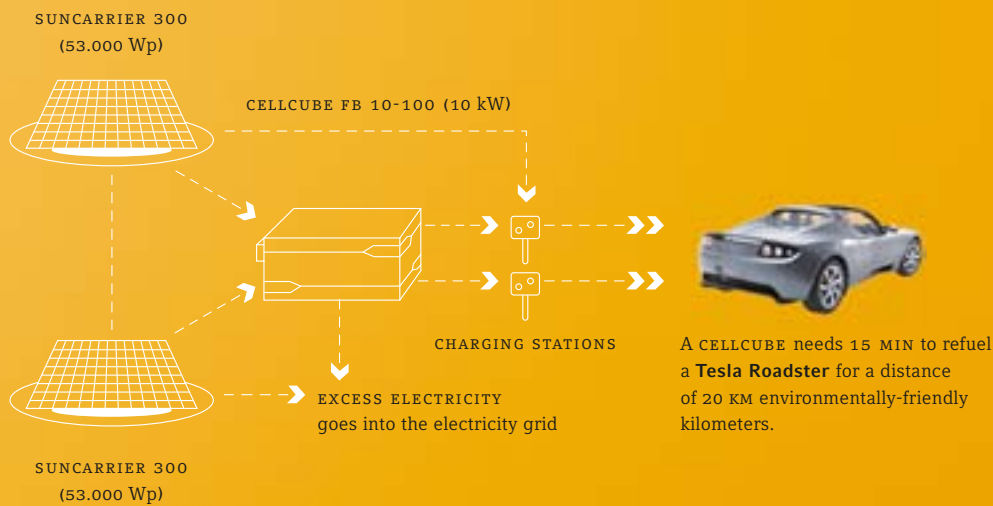 SUNCARRIER 300
(53.000 Wp)
CELLCUBE FB 10-100 (10 kW)
CHARGING STATIONS
A CELLCUBE needs 15 MIN to refuel
a Tesla Roadster for a distance
of 20 KM environmentally-friendly
kilometers.
EXCESS ELECTRICITY
goes into the electricity grid
SUNCARRIER 300
(53.000 Wp)